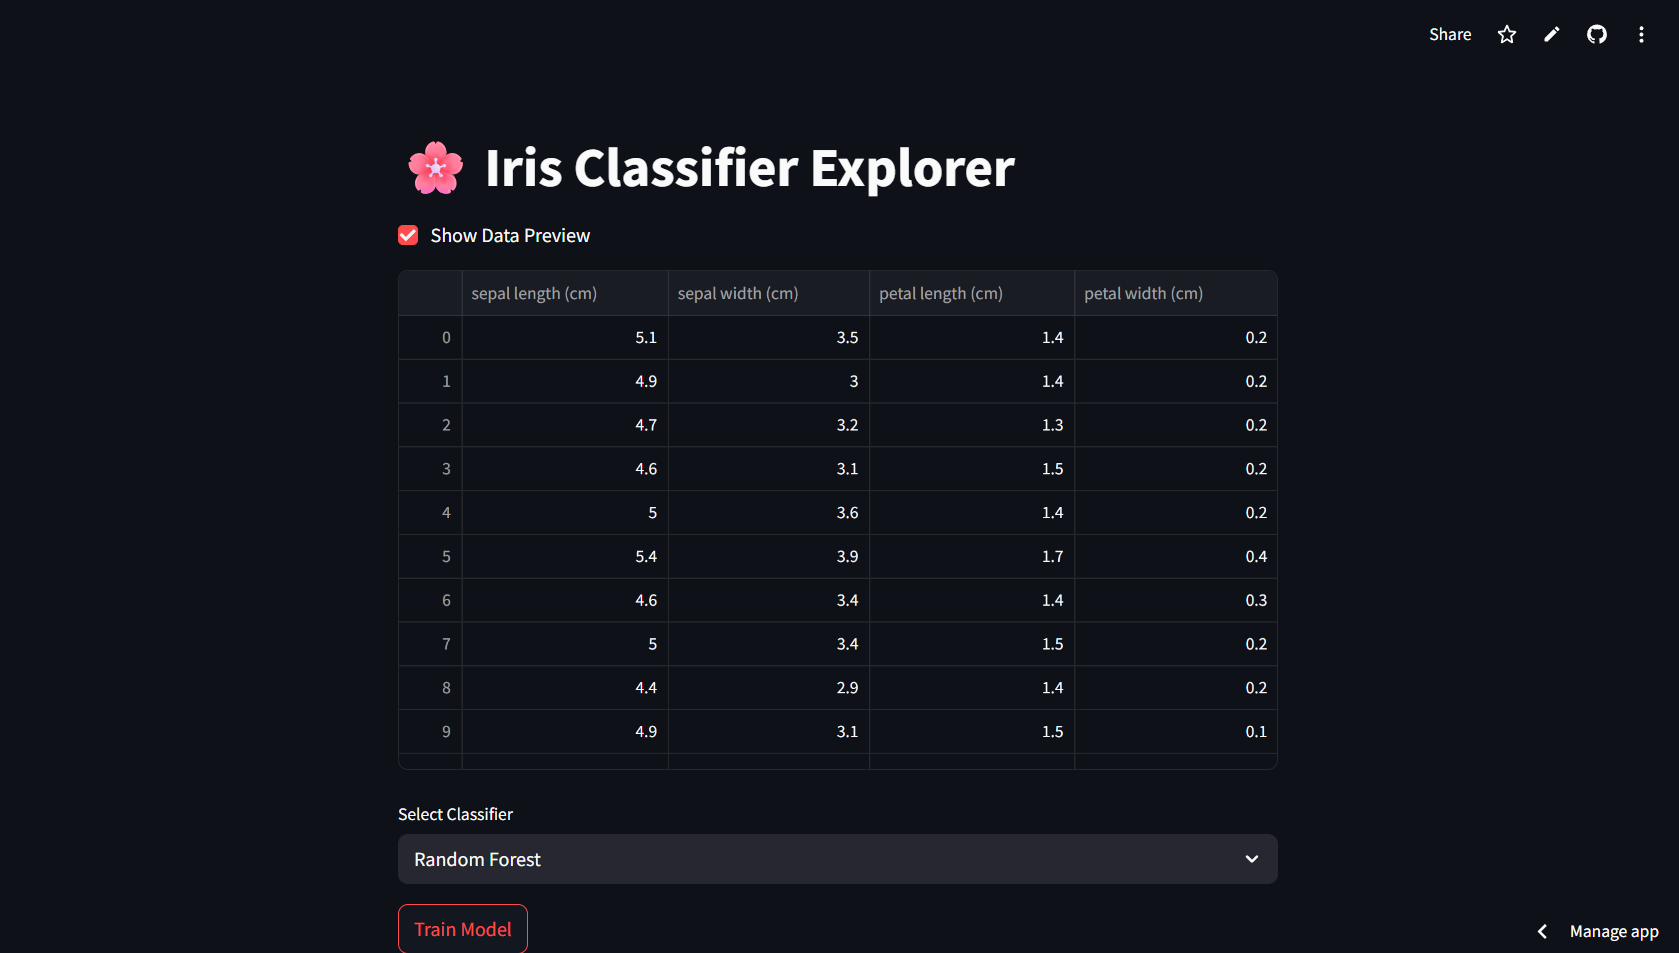 Share
Iris Classifier Explorer
Show Data Preview
sepal length (cm) sepal width (cm) petal length (cm) petal width (cm)
0 5.1 3.5 1.4 0.2
1 4.9 3 1.4 0.2
2 4.7 3.2 1.3 0.2
3 4.6 3.1 1.5 0.2
4 5 3.6 1.4 0.2
5 5.4 3.9 1.7 0.4
6 4.6 3.4 1.4 0.3
7 5 3.4 1.5 0.2
8 4.4 2.9 1.4 0.2
9 4.9 3.1 1.5 0.1
Select Classifier
Random Forest
Train Model
Manage app